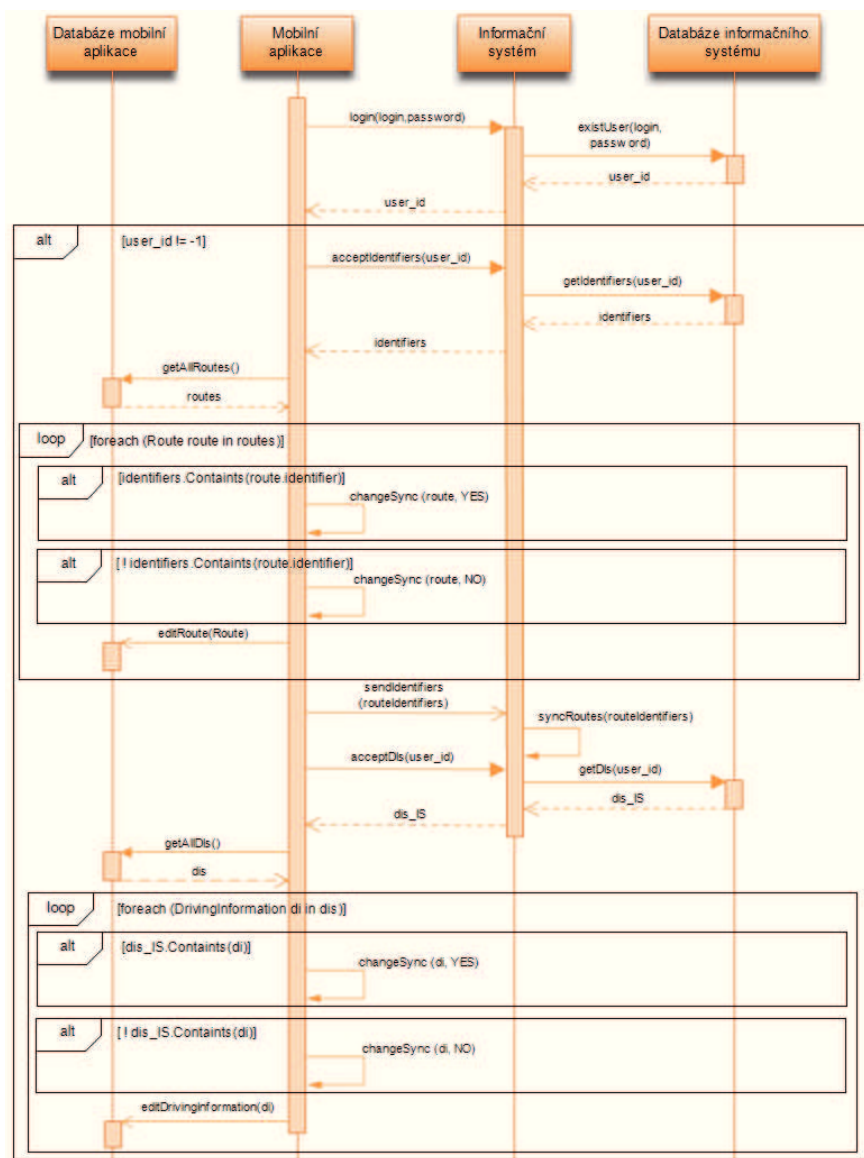 Databáze mobilní
aplikace
Mobilní
aplikace
Informační
systém
Databáze informačního
systému
login(login,password)
existUser(login,
password)
user_id
user_id
alt
[user_id != -1]
acceptIdentifiers(user_id)
getIdentifiers(user_id)
identifiers
identifiers
getAllRoutes()
routes
loop
[foreach (Route route in routes)]
alt
[identifiers.Containts(route.identifier)]
changeSync (route, YES)
alt
[ ! identifiers.Containts(route.identifier)]
changeSync (route, NO)
editRoute(Route)
sendIdentifiers
(routeIdentifiers)
syncRoutes(routeIdentifiers)
acceptDIs(user_id)
getDIs(user_id)
dis_IS
dis_IS
getAllDIs()
dis
loop
[foreach (DrivingInformation di in dis)]
alt
[dis_IS.Containts(di)]
changeSync (di, YES)
alt
[ ! dis_IS.Containts(di)]
changeSync (di, NO)
editDrivingInformation(di)